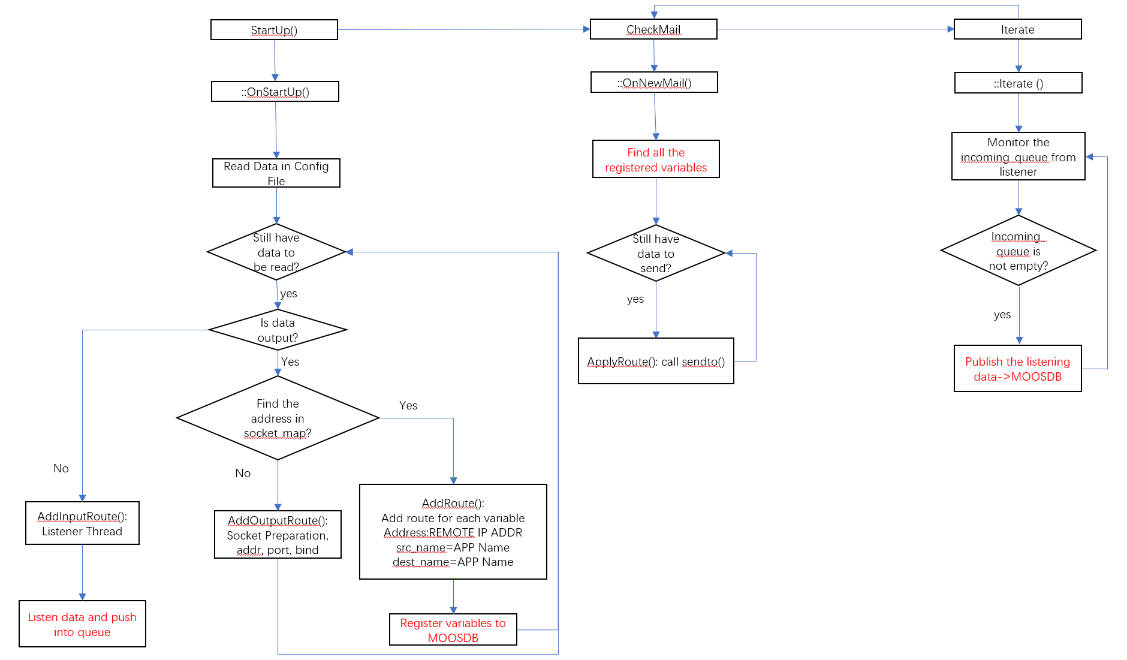 StartUp()
::OnStartUp()
Read Data in Config
File
Still have
data to
be read?
yes
Is data
output?
Yes
Find the
address in
socket_map?
Yes
No
No
AddInputRoute():
Listener Thread
Listen data and push
into queue
AddOutputRoute():
Socket Preparation,
addr, port, bind
AddRoute():
Add route for each variable
Address:REMOTE IP ADDR
src_name=APP Name
dest_name=APP Name
Register variables to
MOOSDB
CheckMail
::OnNewMail()
Find all the
registered variables
Still have
data to
send?
yes
ApplyRoute(): call sendto()
Iterate
::Iterate ()
Monitor the
incoming_queue from
listener
Incoming_
queue is
not empty?
yes
Publish the listening
data->MOOSDB